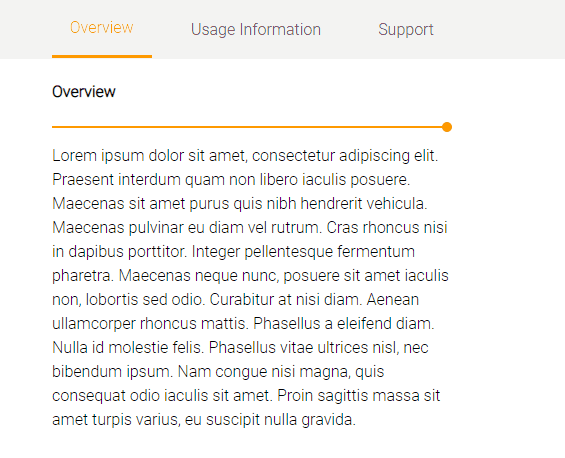 Overview Usage Information Support
Overview
Lorem ipsum dolor sit amet, consectetur adipiscing elit.
Praesent interdum quam non libero iaculis posuere.
Maecenas sit amet purus quis nibh hendrerit vehicula.
Maecenas pulvinar eu diam vel rutrum. Cras rhoncus nisi
in dapibus porttitor. Integer pellentesque fermentum
pharetra. Maecenas neque nunc, posuere sit amet iaculis
non, lobortis sed odio. Curabitur at nisi diam. Aenean
ullamcorper rhoncus mattis. Phasellus a eleifend diam.
Nulla id molestie felis. Phasellus vitae ultrices nisl, nec
bibendum ipsum. Nam congue nisi magna, quis
consequat odio iaculis sit amet. Proin sagittis massa sit
amet turpis varius, eu suscipit nulla gravida.